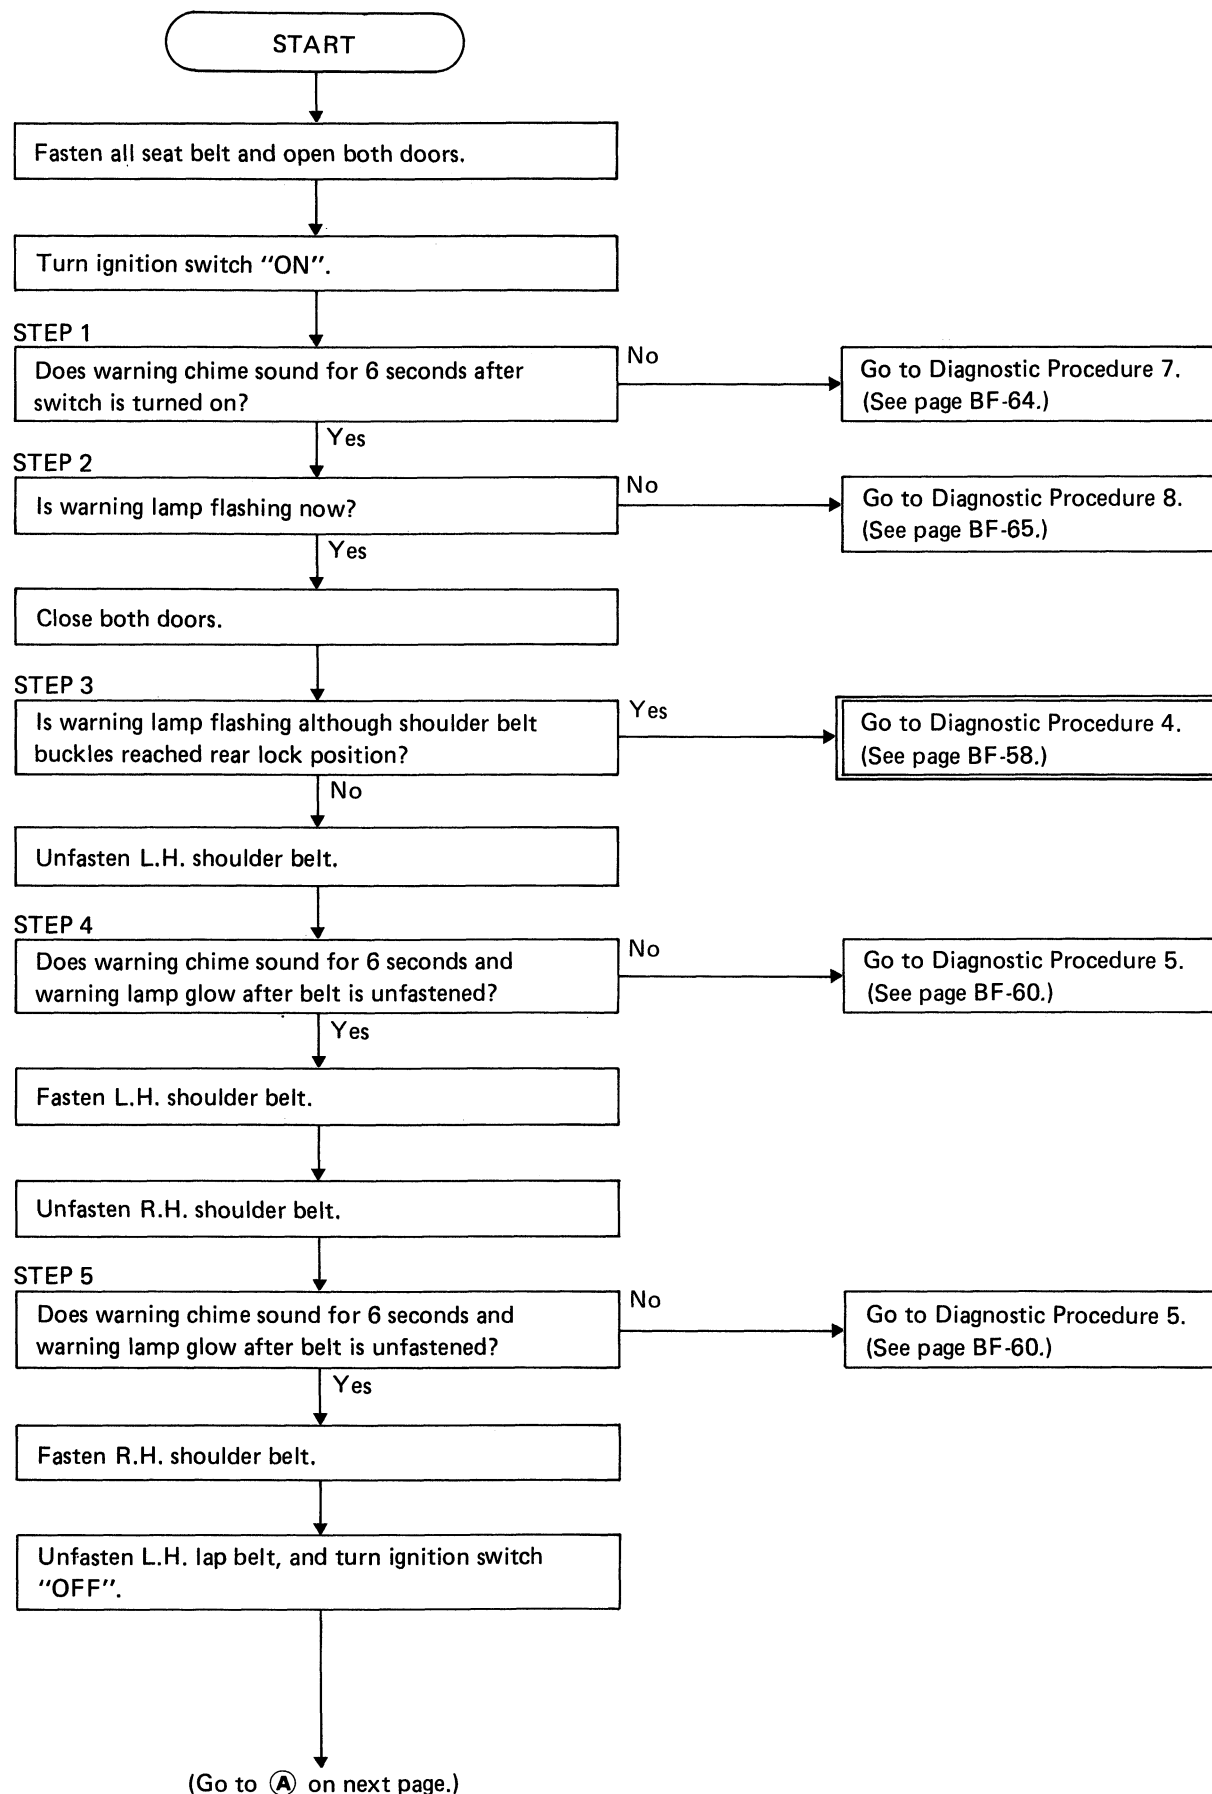 START
Fasten all seat belt and open both doors.
Turn ignition switch “ON”.
STEP 1
Does warning chime sound for 6 seconds after
switch is turned on?
No
Go to Diagnostic Procedure 7.
(See page BF-64.)
Yes
STEP 2
Is warning lamp flashing now?
No
Go to Diagnostic Procedure 8.
(See page BF-65.)
Yes
Close both doors.
STEP 3
Is warning lamp flashing although shoulder belt
buckles reached rear lock position?
Yes
Go to Diagnostic Procedure 4.
(See page BF-58.)
No
Unfasten L.H. shoulder belt.
STEP 4
Does warning chime sound for 6 seconds and
warning lamp glow after belt is unfastened?
No
Go to Diagnostic Procedure 5.
(See page BF-60.)
Yes
Fasten L.H. shoulder belt.
Unfasten R.H. shoulder belt.
STEP 5
Does warning chime sound for 6 seconds and
warning lamp glow after belt is unfastened?
No
Go to Diagnostic Procedure 5.
(See page BF-60.)
Yes
Fasten R.H. shoulder belt.
Unfasten L.H. lap belt, and turn ignition switch
“OFF”.
(Go to Ⓐ on next page.)